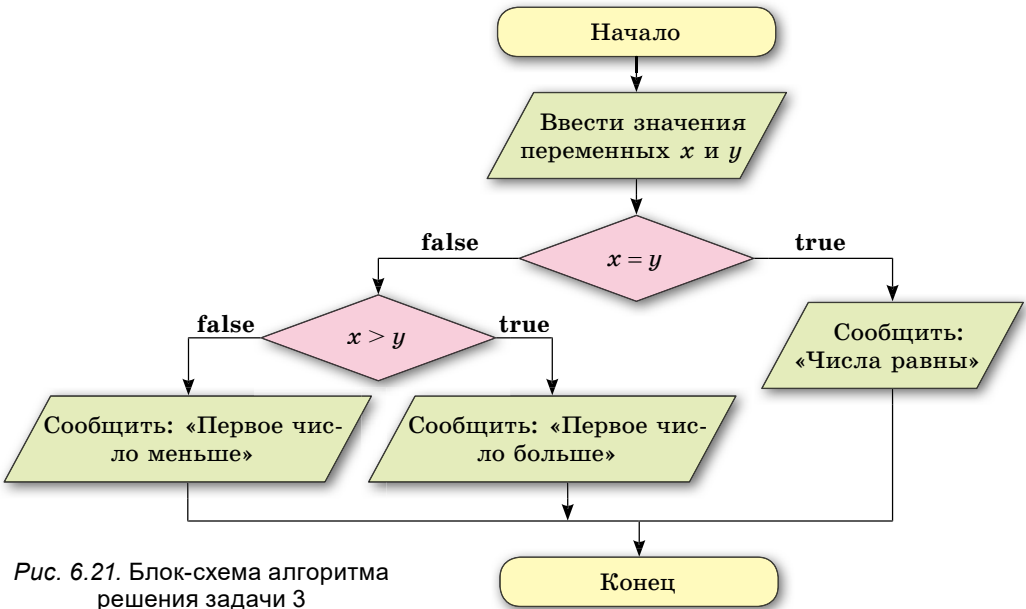 Начало
Ввести значения
переменных x и y
false
true
x = y
false
true
x > y
Сообщить:
«Числа равны»
Сообщить: «Первое чис-
ло меньше»
Сообщить: «Первое чис-
ло больше»
Конец
Рис. 6.21. Блок-схема алгоритма
решения задачи 3